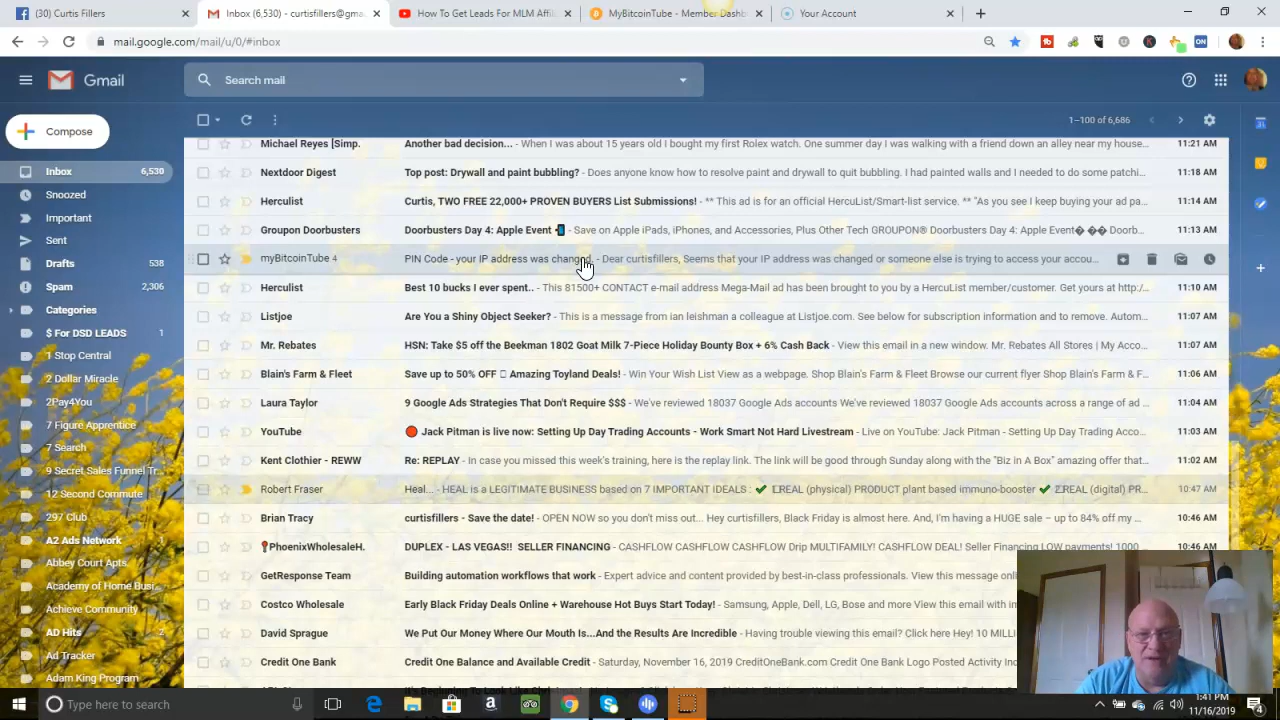 (30) Curtis Fillers
Inbox (6,530) - curtisfillers@gma
How To Get Leads For MLM Affili
MyBitcoinTube - Member Dashb
Your Account
mail.google.com/mail/u/0/#inbox
ON
Gmail
Search mail
1–100 of 6,686
Compose
Inbox 6,530
Snoozed
Important
Sent
Drafts 538
Spam 2,306
Categories
$ For DSD LEADS 1
1 Stop Central
2 Dollar Miracle
2Pay4You
7 Figure Apprentice
7 Search
9 Secret Sales Funnel Tr...
12 Second Commute
297 Club
A2 Ads Network 1
Abbey Court Apts.
Academy of Home Busi...
Achieve Community
AD Hits 2
Ad Tracker
Adam King Program
Michael Reyes |Simp. Another bad decision... - When I was about 15 years old I bought my first Rolex watch. One summer day I was walking with a friend down an alley near my house... 11:21 AM
Nextdoor Digest Top post: Drywall and paint bubbling? - Does anyone know how to resolve paint and drywall to quit bubbling. I had painted walls and I needed to do some patchi... 11:18 AM
Herculist Curtis, TWO FREE 22,000+ PROVEN BUYERS List Submissions! - ** This ad is for an official HercuList/Smart-list service. ** "As you see I keep buying your ad pa... 11:14 AM
Groupon Doorbusters Doorbusters Day 4: Apple Event 📱 - Save on Apple iPads, iPhones, and Accessories, Plus Other Tech GROUPON® Doorbusters Day 4: Apple Event� �� Doorb... 11:13 AM
myBitcoinTube 4 PIN Code - your IP address was changed. - Dear curtisfillers, Seems that your IP address was changed or someone else is trying to access your accou...
Herculist Best 10 bucks I ever spent.. - This 81500+ CONTACT e-mail address Mega-Mail ad has been brought to you by a HercuList member/customer. Get yours at http:/... 11:10 AM
Listjoe Are You a Shiny Object Seeker? - This is a message from ian leishman a colleague at Listjoe.com. See below for subscription information and to remove. Autom... 11:07 AM
Mr. Rebates HSN: Take $5 off the Beekman 1802 Goat Milk 7-Piece Holiday Bounty Box + 6% Cash Back - View this email in a new window. Mr. Rebates All Stores | My Acco... 11:07 AM
Blain's Farm & Fleet Save up to 50% OFF Amazing Toyland Deals! - Win Your Wish List View as a webpage. Shop Blain's Farm & Fleet Browse our current flyer Shop Blain's Farm & F... 11:06 AM
Laura Taylor 9 Google Ads Strategies That Don't Require $$$ - We've reviewed 18037 Google Ads accounts We've reviewed 18037 Google Ads accounts across a range of ad ... 11:04 AM
YouTube 🔴 Jack Pitman is live now: Setting Up Day Trading Accounts - Work Smart Not Hard Livestream - Live on YouTube: Jack Pitman - Setting Up Day Trading Acco... 11:03 AM
Kent Clothier - REWW Re: REPLAY - In case you missed this week's training, here is the replay link. The link will be good through Sunday along with the "Biz in A Box" amazing offer that... 11:02 AM
Robert Fraser Heal... - HEAL is a LEGITIMATE BUSINESS based on 7 IMPORTANT IDEALS : ✔ REAL (physical) PRODUCT plant based immuno-booster ✔ REAL (digital) PR... 10:47 AM
Brian Tracy curtisfillers - Save the date! - OPEN NOW so you don't miss out... Hey curtisfillers, Black Friday is almost here. And, I'm having a HUGE sale – up to 84% off my ... 10:46 AM
PhoenixWholesaleH. DUPLEX - LAS VEGAS!! SELLER FINANCING - CASHFLOW CASHFLOW CASHFLOW Drip MULTIFAMILY! CASHFLOW DEAL! Seller Financing LOW payments! 1000 10:46 AM
GetResponse Team Building automation workflows that work - Expert advice and content provided by best-in-class professionals. View this message onli
Costco Wholesale Early Black Friday Deals Online + Warehouse Hot Buys Start Today! - Samsung, Apple, Dell, LG, Bose and more View this email with im
David Sprague We Put Our Money Where Our Mouth Is...And the Results Are Incredible - Having trouble viewing this email? Click here Hey! 10 MILLI
Credit One Bank Credit One Balance and Available Credit - Saturday, November 16, 2019 CreditOneBank.com Credit One Bank Logo Posted Activity Inc
Type here to search
1:41 PM
11/16/2019